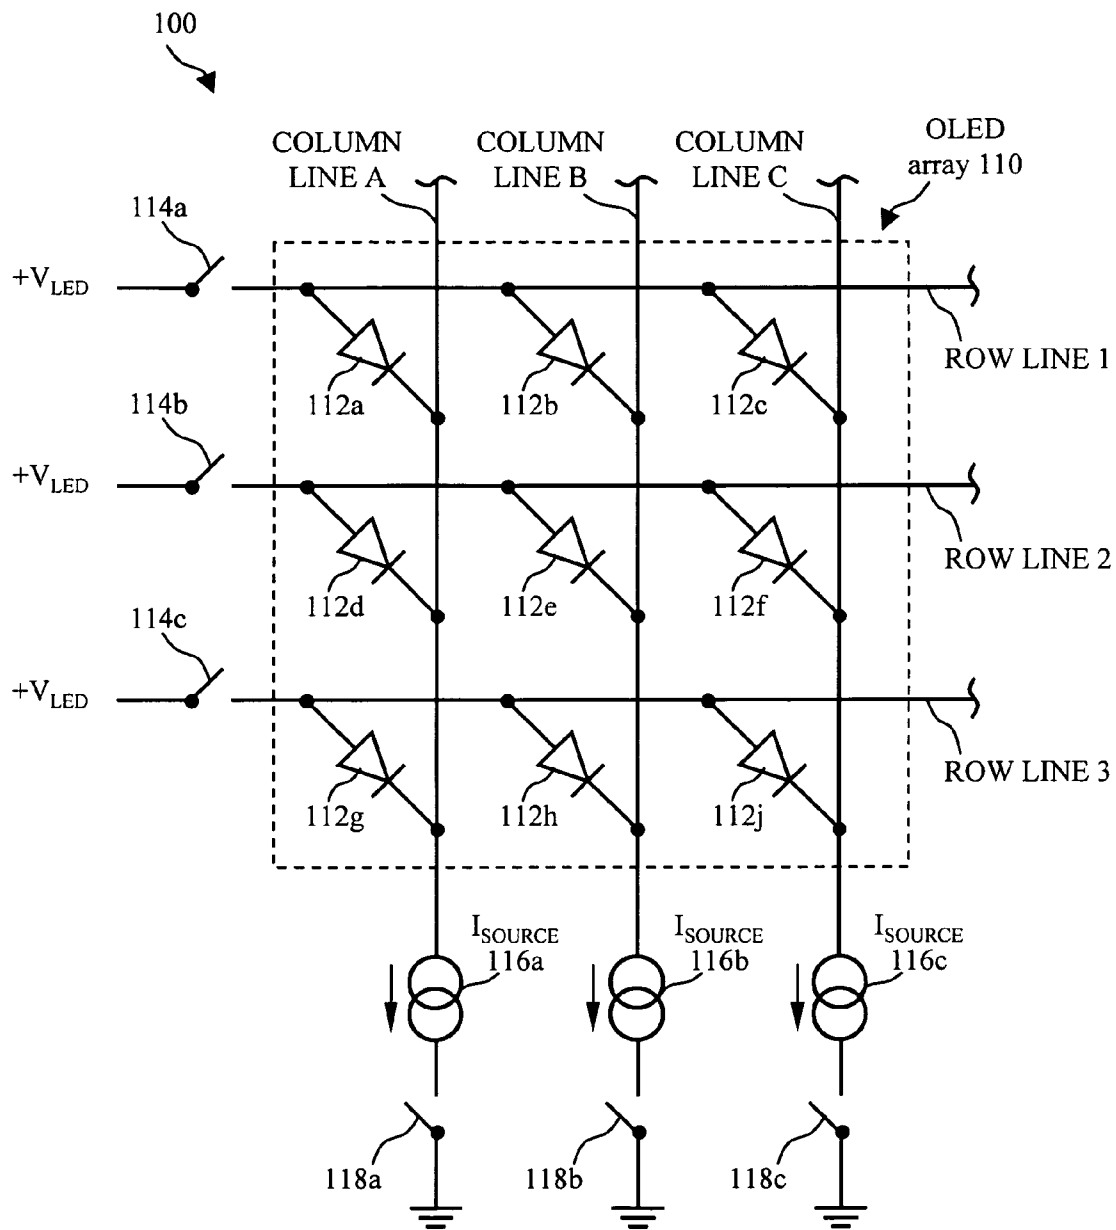 100
COLUMN
LINE A
COLUMN
LINE B
COLUMN
LINE C
OLED
array 110
114a
+VLED
ROW LINE 1
112a
112b
112c
114b
+VLED
ROW LINE 2
112d
112e
112f
114c
+VLED
ROW LINE 3
112g
112h
112j
ISOURCE
116a
ISOURCE
116b
ISOURCE
116c
118a
118b
118c